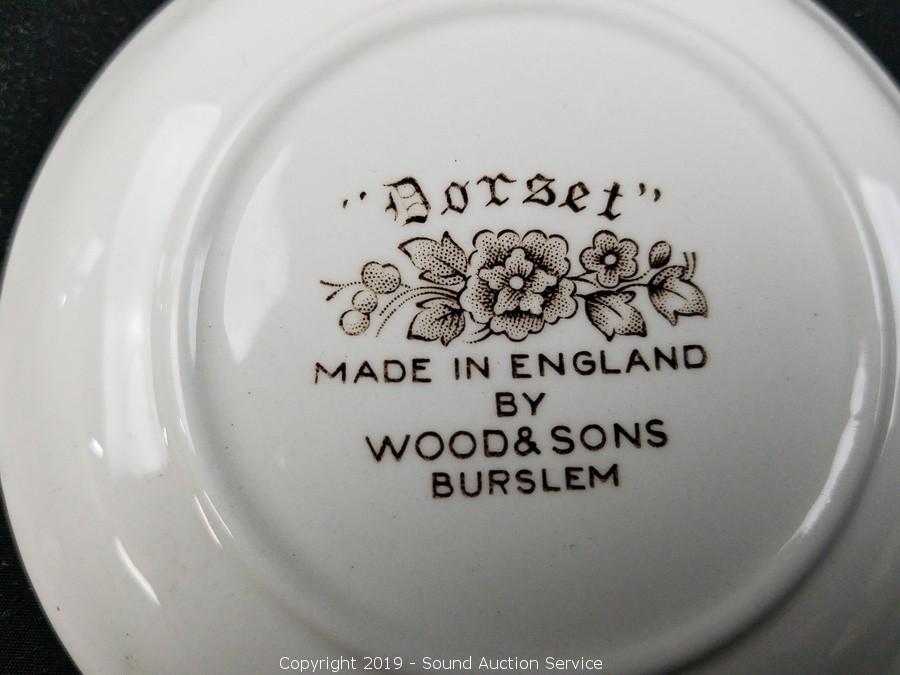 "Dorset"
MADE IN ENGLAND
BY
WOOD & SONS
BURSLEM
Copyright 2019 - Sound Auction Service